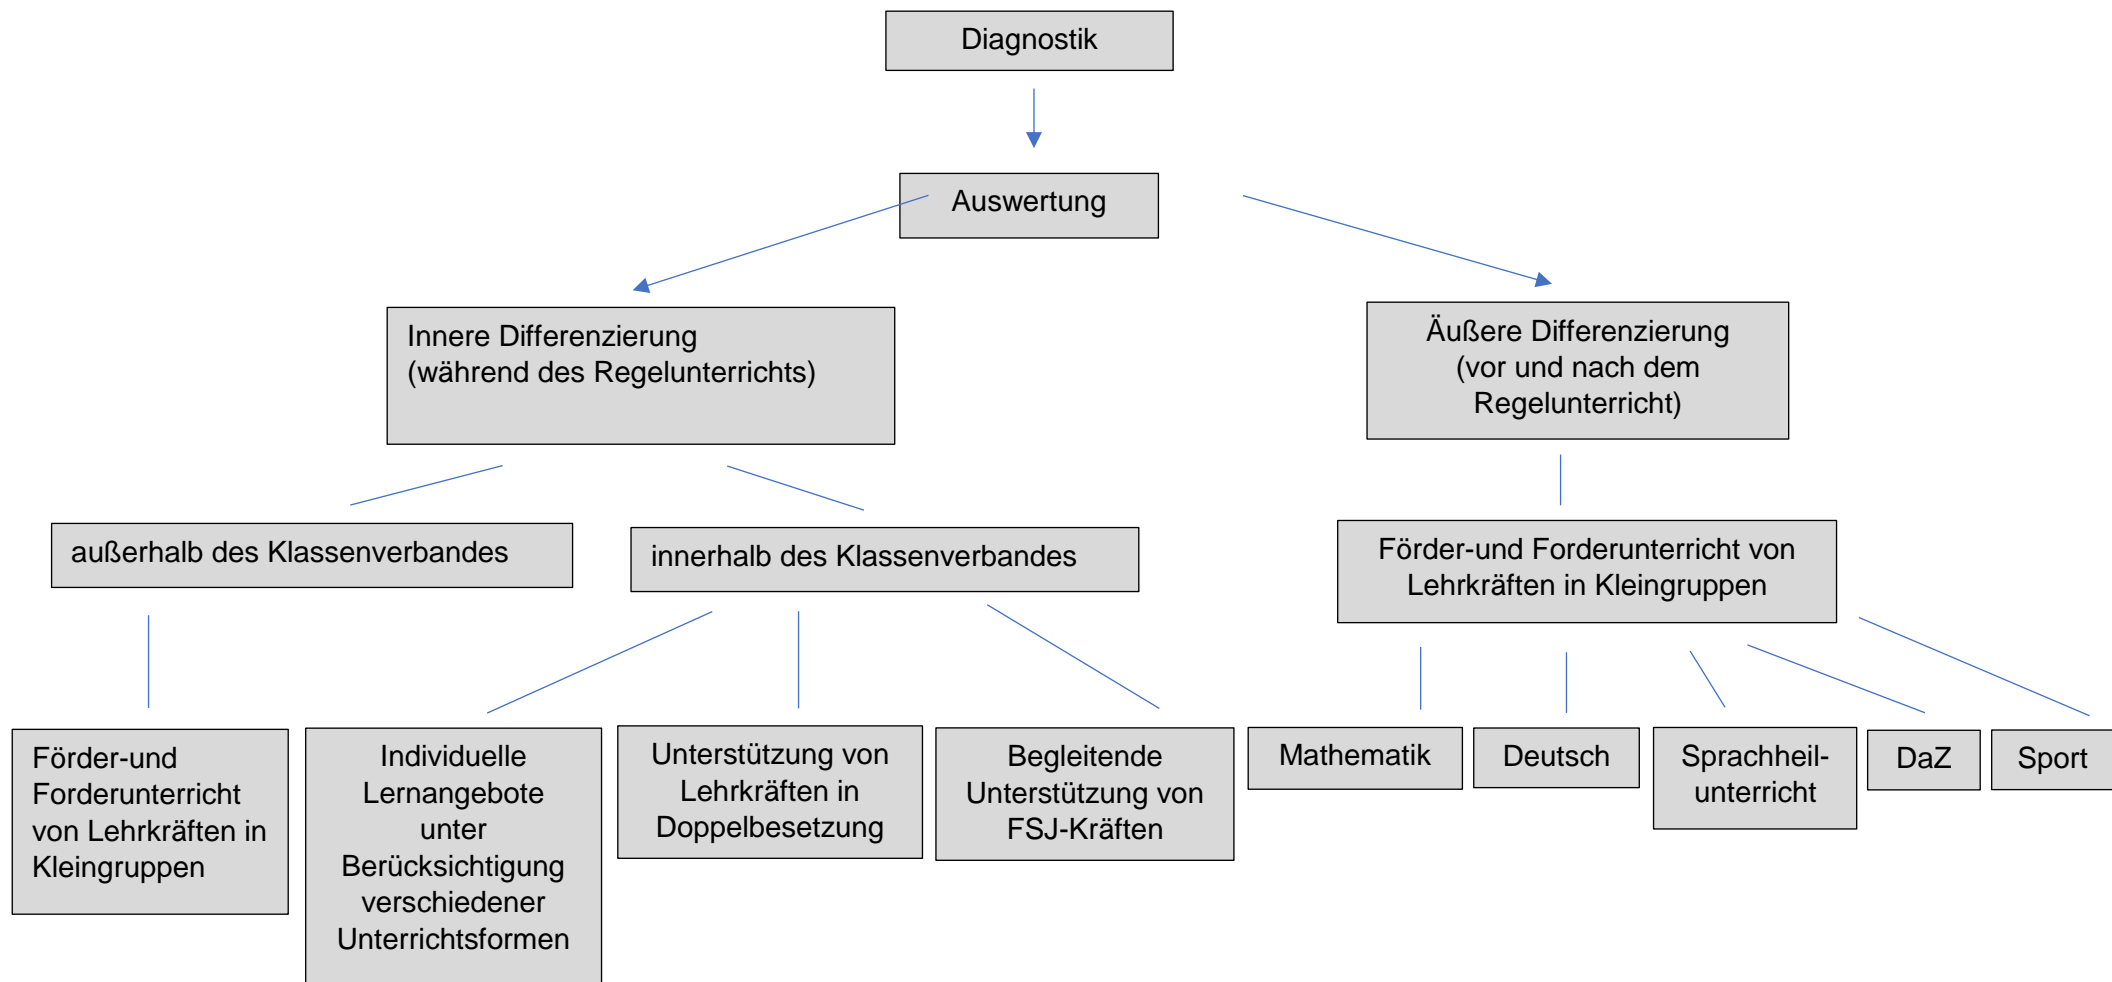 Diagnostik
Auswertung
Innere Differenzierung
(während des Regelunterrichts)
Äußere Differenzierung
(vor und nach dem
Regelunterricht)
außerhalb des Klassenverbandes
innerhalb des Klassenverbandes
Förder-und Forderunterricht von
Lehrkräften in Kleingruppen
Förder-und
Forderunterricht
von Lehrkräften in
Kleingruppen
Individuelle
Lernangebote
unter
Berücksichtigung
verschiedener
Unterrichtsformen
Unterstützung von
Lehrkräften in
Doppelbesetzung
Begleitende
Unterstützung von
FSJ-Kräften
Mathematik
Deutsch
Sprachheil-
unterricht
DaZ
Sport